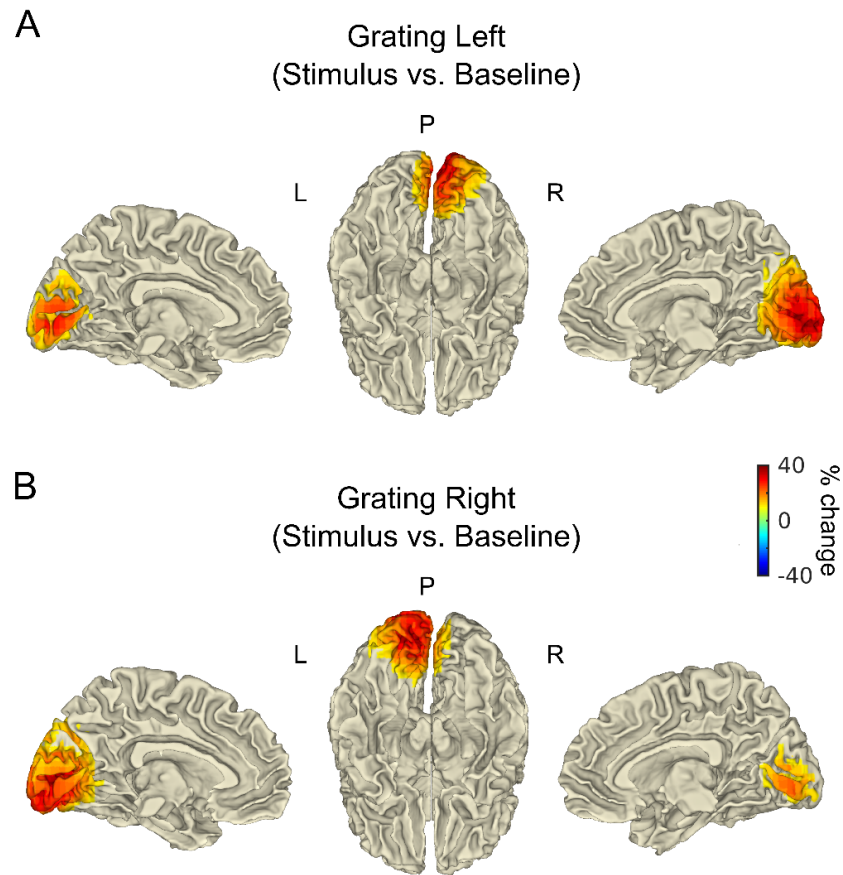 A
Grating Left
(Stimulus vs. Baseline)
P
L
R
B
Grating Right
(Stimulus vs. Baseline)
40
0
-40
% change
P
L
R